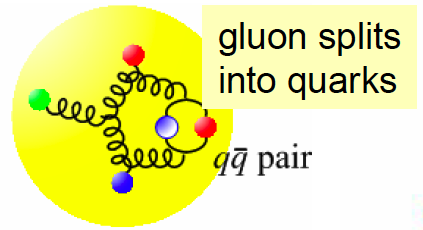 gluon splits
into quarks
qq̄ pair